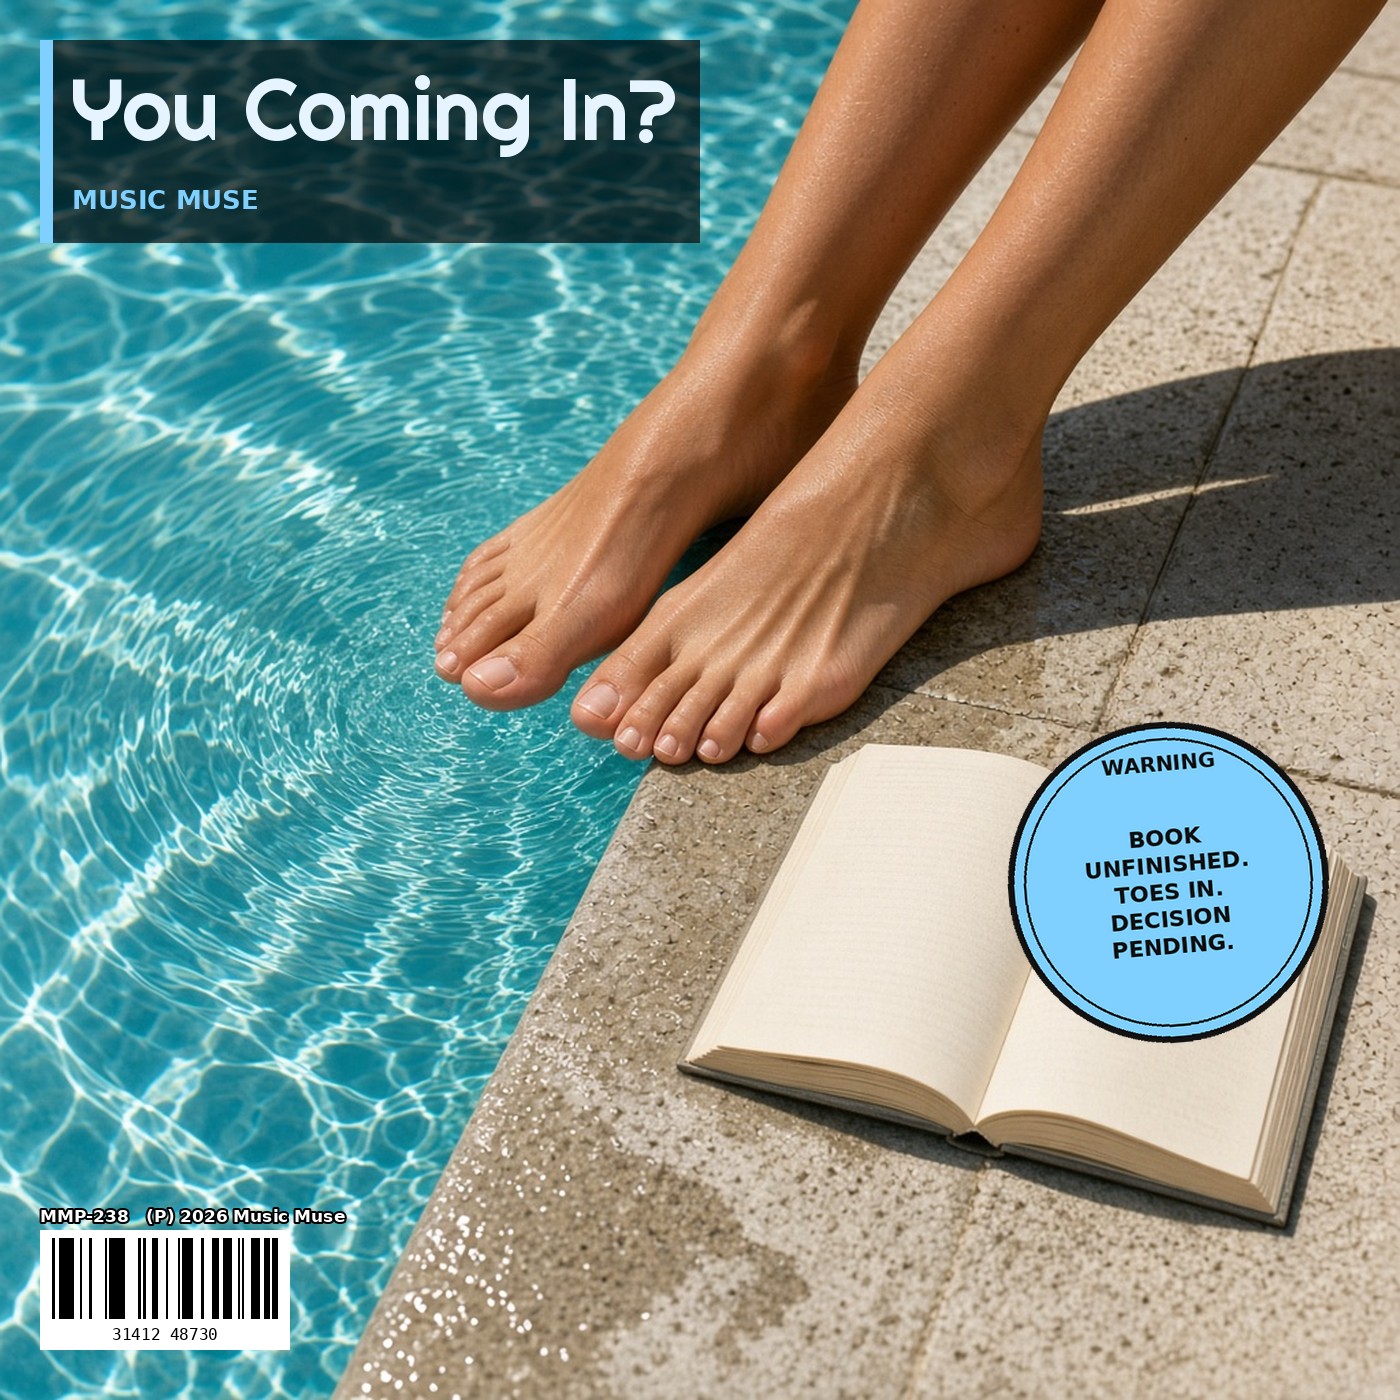 You Coming In?
MUSIC MUSE
WARNING
BOOK
UNFINISHED.
TOES IN.
DECISION
PENDING.
MMP-238 (P) 2026 Music Muse
31412 48730